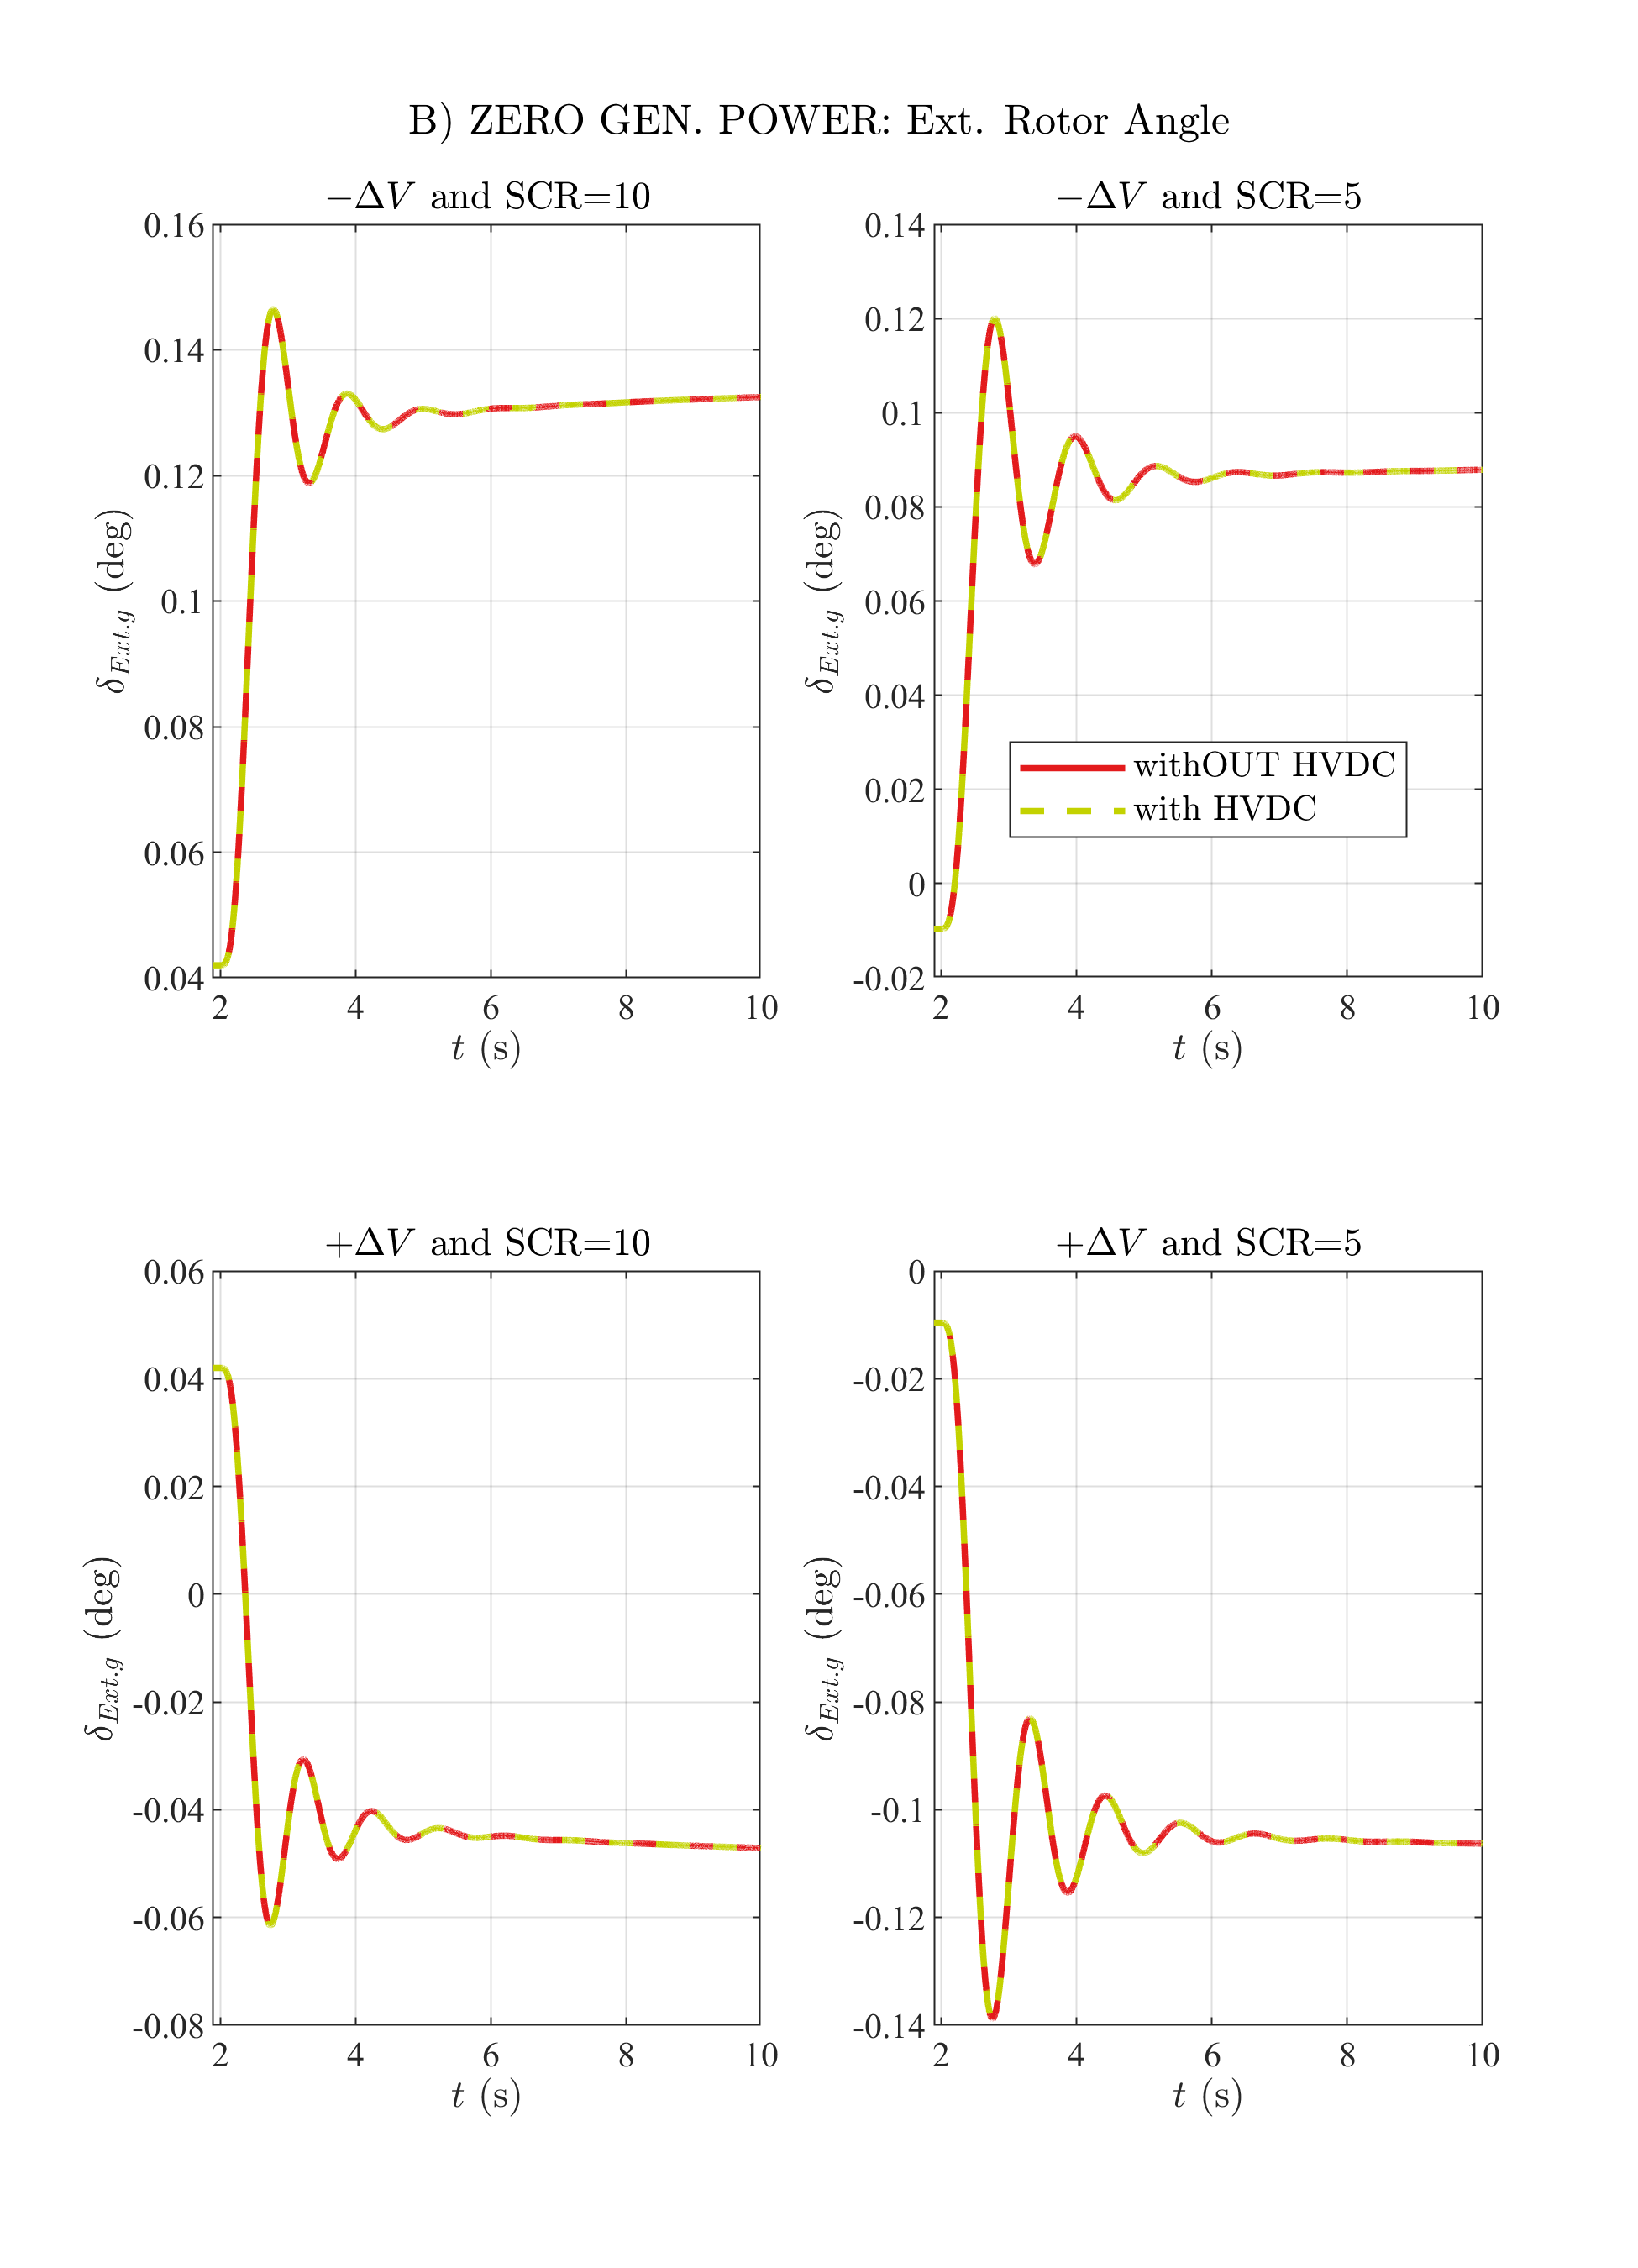 B) ZERO GEN. POWER: Ext. Rotor Angle
−ΔV and SCR=10
0.16
0.14
0.12
0.1
0.08
0.06
0.04
2 4 6 8 10
t (s)
δExt.g (deg)
−ΔV and SCR=5
0.14
0.12
0.1
0.08
0.06
0.04
0.02
0
-0.02
2 4 6 8 10
t (s)
δExt.g (deg)
withOUT HVDC
with HVDC
+ΔV and SCR=10
0.06
0.04
0.02
0
-0.02
-0.04
-0.06
-0.08
2 4 6 8 10
t (s)
δExt.g (deg)
+ΔV and SCR=5
0
-0.02
-0.04
-0.06
-0.08
-0.1
-0.12
-0.14
2 4 6 8 10
t (s)
δExt.g (deg)